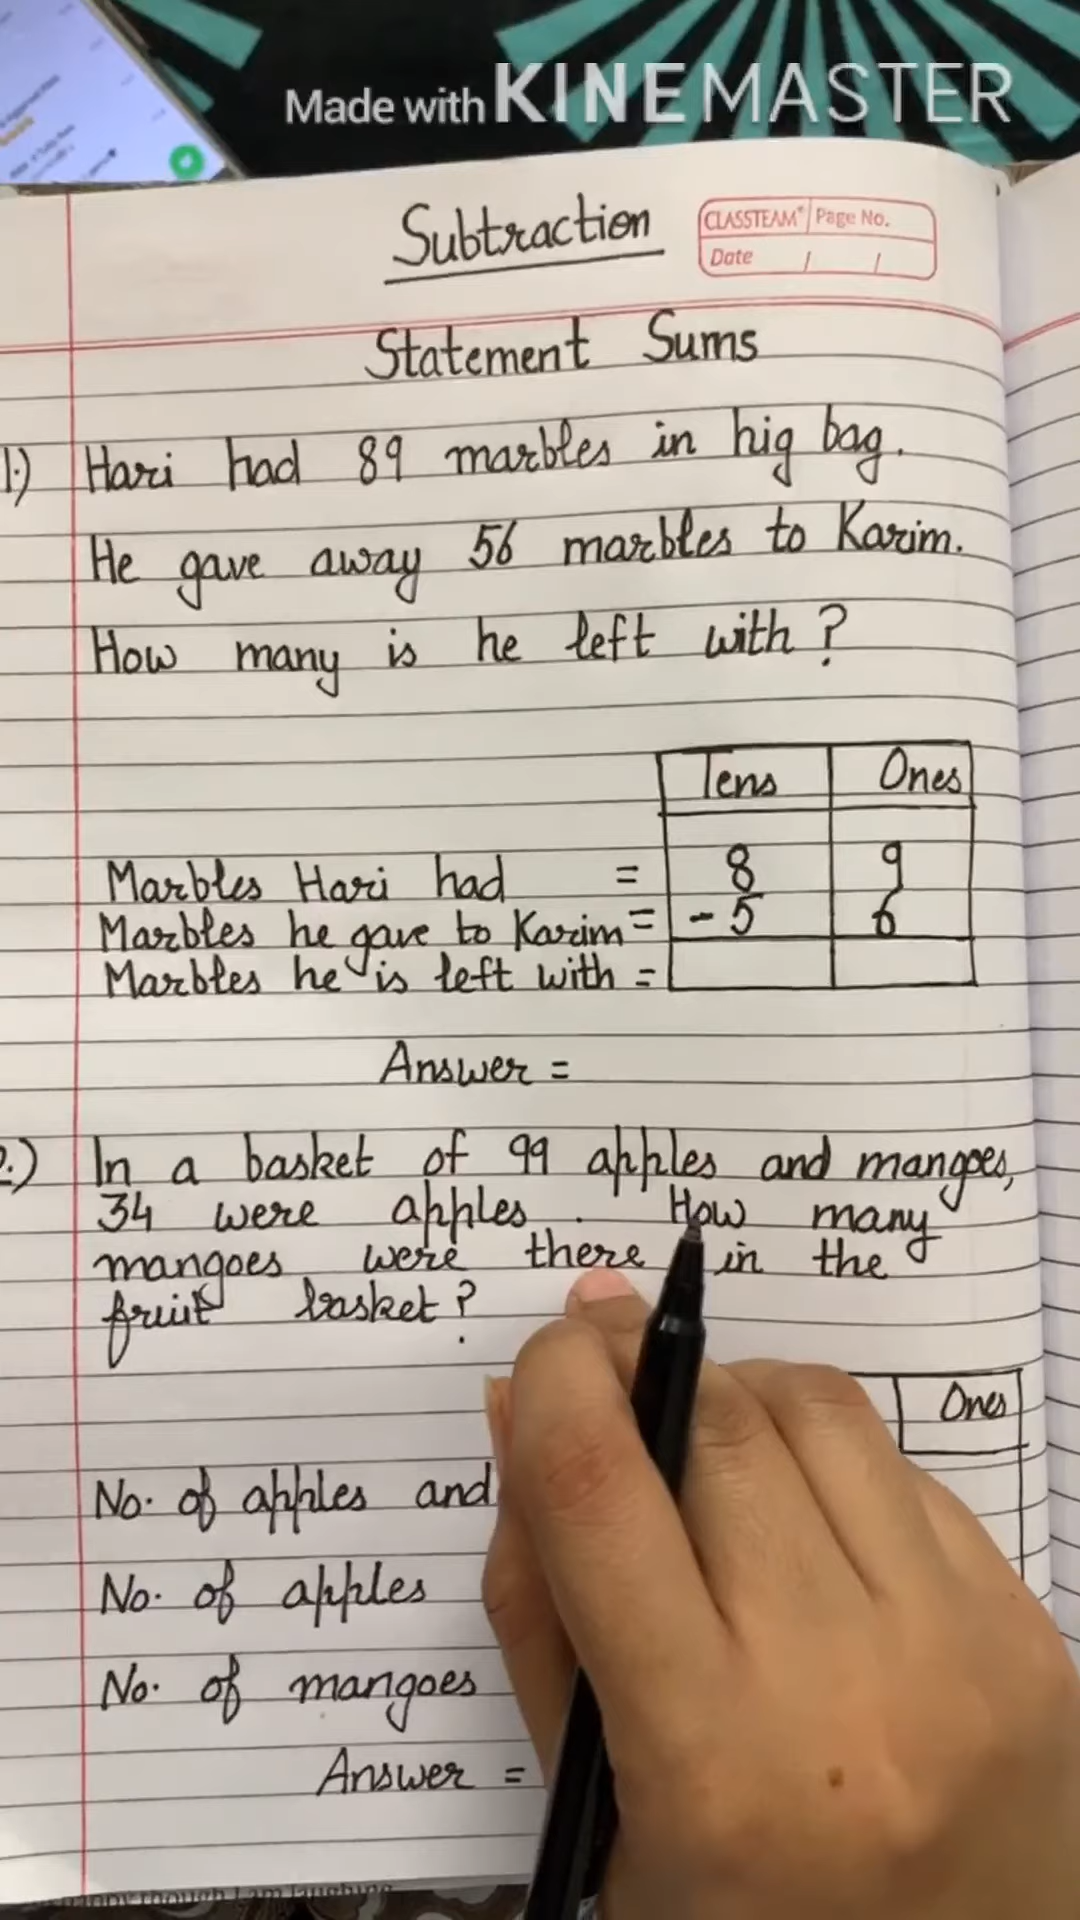 Made with KINEMASTER
Subtraction
CLASSTEAM® Page No.
Date / /
Statement Sums
1.) Hari had 89 marbles in hig bag.
He gave away 56 marbles to Karim.
How many is he left with?
Tens Ones
Marbles Hari had = 8 9
Marbles he gave to Karim = - 5 6
Marbles he is left with =
Answer =
2.) In a basket of 99 apples and mangoes,
34 were apples. How many
mangoes were there in the
fruit basket?
Ones
No. of apples and
No. of apples
No. of mangoes
Answer =
happy though I am laughing